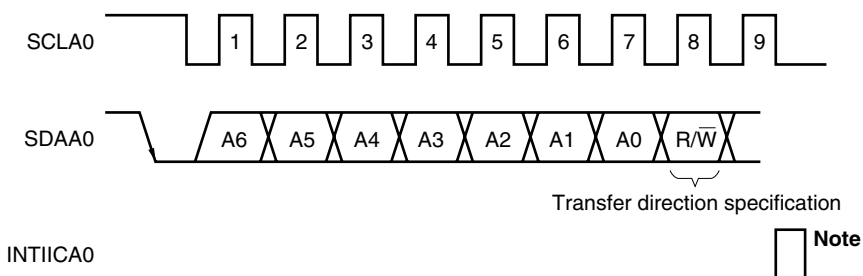 SCLA0 1 2 3 4 5 6 7 8 9
SDAA0 A6 A5 A4 A3 A2 A1 A0 R/W̅
Transfer direction specification
INTIICA0 Note